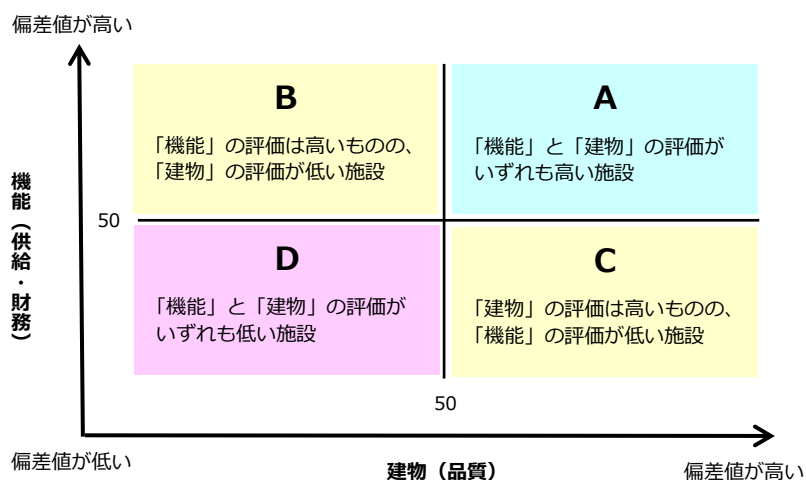 偏差値が高い
B
「機能」の評価は高いものの、
「建物」の評価が低い施設
A
「機能」と「建物」の評価が
いずれも高い施設
機能（供給・財務）
50
D
「機能」と「建物」の評価が
いずれも低い施設
C
「建物」の評価は高いものの、
「機能」の評価が低い施設
50
偏差値が低い
建物（品質）
偏差値が高い